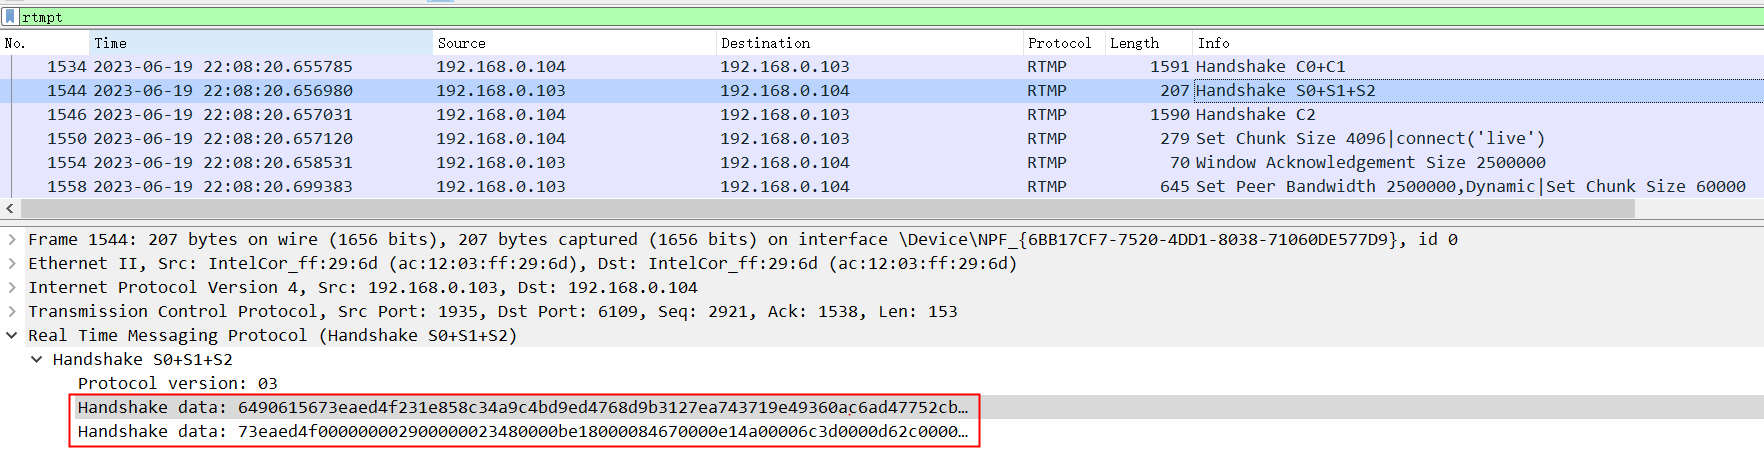 rtmpt
No. Time Source Destination Protocol Length Info
1534 2023-06-19 22:08:20.655785 192.168.0.104 192.168.0.103 RTMP 1591 Handshake C0+C1
1544 2023-06-19 22:08:20.656980 192.168.0.103 192.168.0.104 RTMP 207 Handshake S0+S1+S2
1546 2023-06-19 22:08:20.657031 192.168.0.104 192.168.0.103 RTMP 1590 Handshake C2
1550 2023-06-19 22:08:20.657120 192.168.0.104 192.168.0.103 RTMP 279 Set Chunk Size 4096|connect('live')
1554 2023-06-19 22:08:20.658531 192.168.0.103 192.168.0.104 RTMP 70 Window Acknowledgement Size 2500000
1558 2023-06-19 22:08:20.699383 192.168.0.103 192.168.0.104 RTMP 645 Set Peer Bandwidth 2500000,Dynamic|Set Chunk Size 60000
Frame 1544: 207 bytes on wire (1656 bits), 207 bytes captured (1656 bits) on interface \Device\NPF_{6BB17CF7-7520-4DD1-8038-71060DE577D9}, id 0
Ethernet II, Src: IntelCor_ff:29:6d (ac:12:03:ff:29:6d), Dst: IntelCor_ff:29:6d (ac:12:03:ff:29:6d)
Internet Protocol Version 4, Src: 192.168.0.103, Dst: 192.168.0.104
Transmission Control Protocol, Src Port: 1935, Dst Port: 6109, Seq: 2921, Ack: 1538, Len: 153
Real Time Messaging Protocol (Handshake S0+S1+S2)
Handshake S0+S1+S2
Protocol version: 03
Handshake data: 6490615673eaed4f231e858c34a9c4bd9ed4768d9b3127ea743719e49360ac6ad47752cb…
Handshake data: 73eaed4f000000002900000023480000be18000084670000e14a00006c3d0000d62c0000…